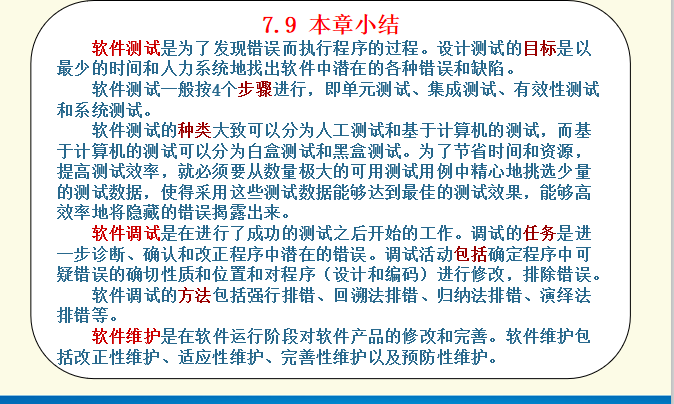 7.9 本章小结
软件测试是为了发现错误而执行程序的过程。设计测试的目标是以
最少的时间和人力系统地找出软件中潜在的各种错误和缺陷。
软件测试一般按4个步骤进行，即单元测试、集成测试、有效性测试
和系统测试。
软件测试的种类大致可以分为人工测试和基于计算机的测试，而基
于计算机的测试可以分为白盒测试和黑盒测试。为了节省时间和资源，
提高测试效率，就必须要从数量极大的可用测试用例中精心地挑选少量
的测试数据，使得采用这些测试数据能够达到最佳的测试效果，能够高
效率地将隐藏的错误揭露出来。
软件调试是在进行了成功的测试之后开始的工作。调试的任务是进
一步诊断、确认和改正程序中潜在的错误。调试活动包括确定程序中可
疑错误的确切性质和位置和对程序（设计和编码）进行修改，排除错误。
软件调试的方法包括强行排错、回溯法排错、归纳法排错、演绎法
排错等。
软件维护是在软件运行阶段对软件产品的修改和完善。软件维护包
括改正性维护、适应性维护、完善性维护以及预防性维护。